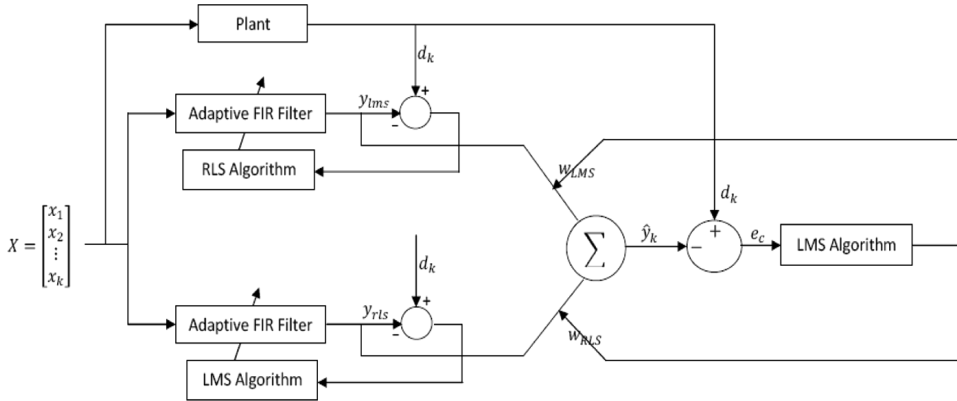 Plant
d_k
y_lms
+
Adaptive FIR Filter
-
RLS Algorithm
w_LMS
d_k
X = [x_1 x_2 ⋮ x_k]
∑
ŷ_k
-
+
e_c
LMS Algorithm
d_k
y_rls
+
Adaptive FIR Filter
-
w_RLS
LMS Algorithm